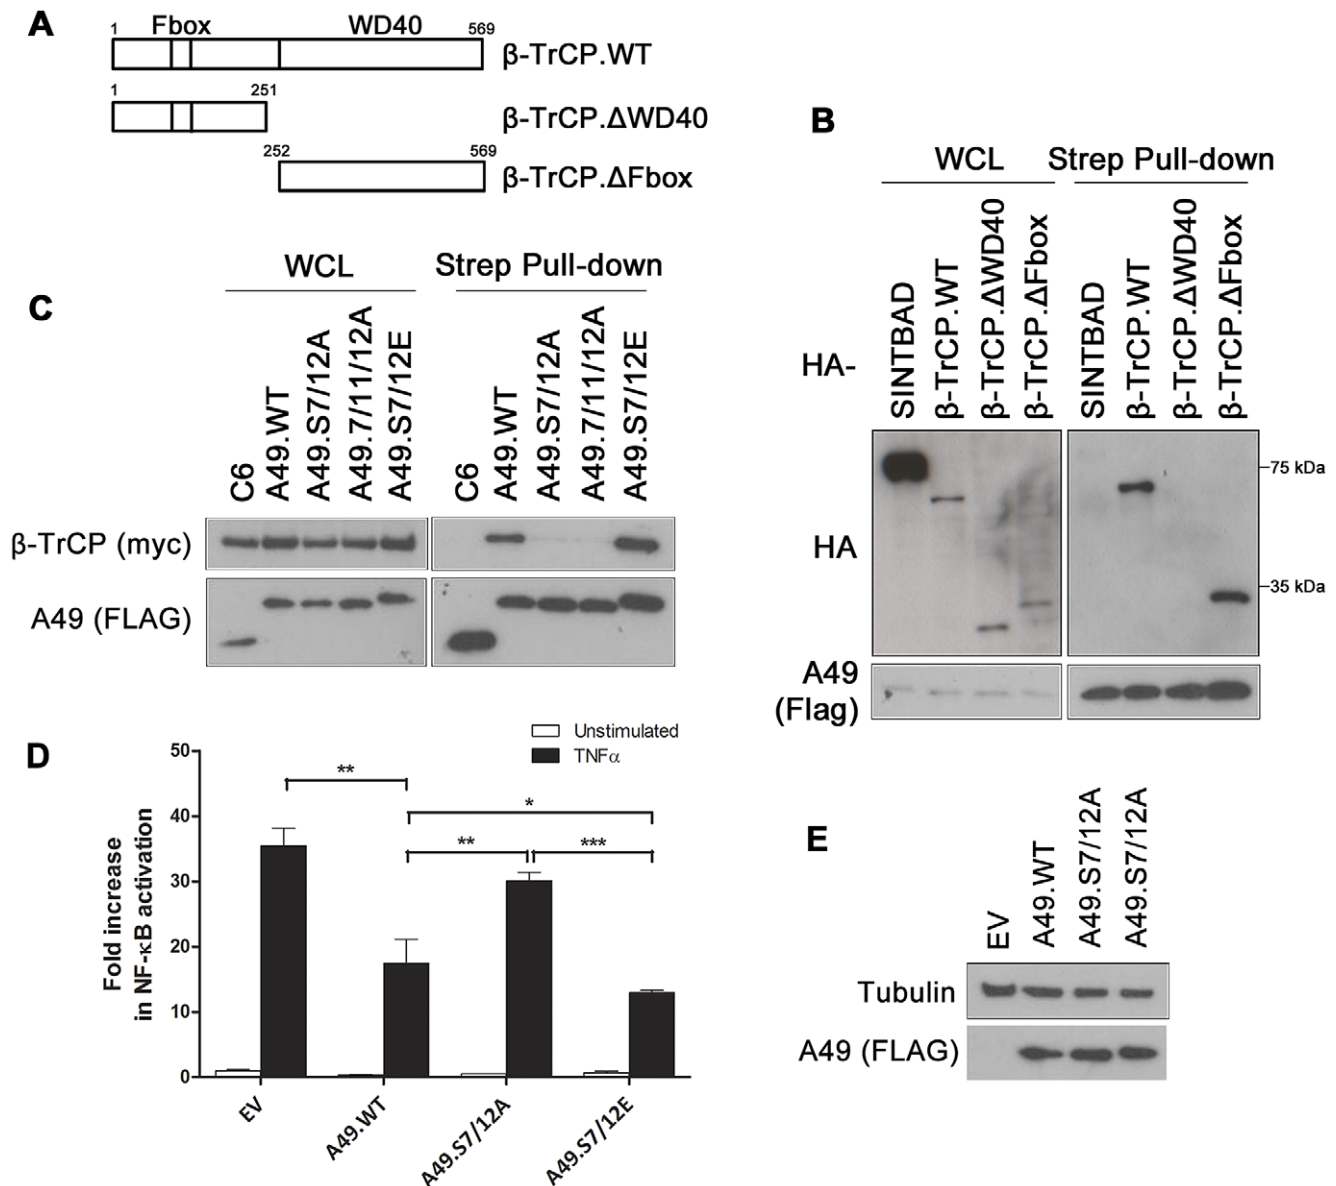 A
1 Fbox WD40 569
β-TrCP.WT
1 251
β-TrCP.ΔWD40
252 569
β-TrCP.ΔFbox
B
WCL Strep Pull-down
HA-
SINTBAD
β-TrCP.WT
β-TrCP.ΔWD40
β-TrCP.ΔFbox
SINTBAD
β-TrCP.WT
β-TrCP.ΔWD40
β-TrCP.ΔFbox
HA
75 kDa
35 kDa
A49
(Flag)
C
WCL Strep Pull-down
C6
A49.WT
A49.S7/12A
A49.7/11/12A
A49.S7/12E
C6
A49.WT
A49.S7/12A
A49.7/11/12A
A49.S7/12E
β-TrCP (myc)
A49 (FLAG)
D
Unstimulated
TNFα
Fold increase
in NF-κB activation
50
40
30
20
10
0
**
*
**
***
EV
A49.WT
A49.S7/12A
A49.S7/12E
E
EV
A49.WT
A49.S7/12A
A49.S7/12A
Tubulin
A49 (FLAG)